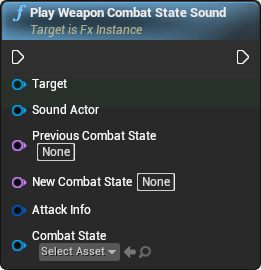 Play Weapon Combat State Sound
Target is Fx Instance
Target
Sound Actor
Previous Combat State
None
New Combat State None
Attack Info
Combat State
Select Asset